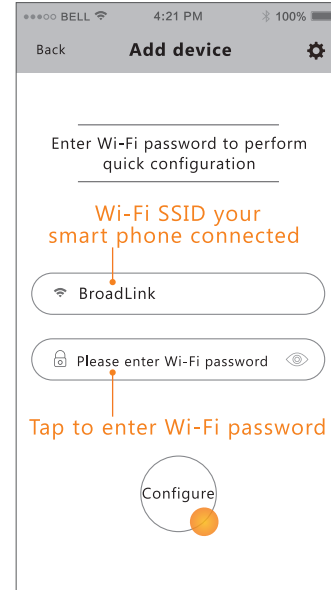 BELL 4:21 PM 100%
Back Add device
Enter Wi-Fi password to perform
quick configuration
Wi-Fi SSID your
smart phone connected
BroadLink
Please enter Wi-Fi password
Tap to enter Wi-Fi password
Configure